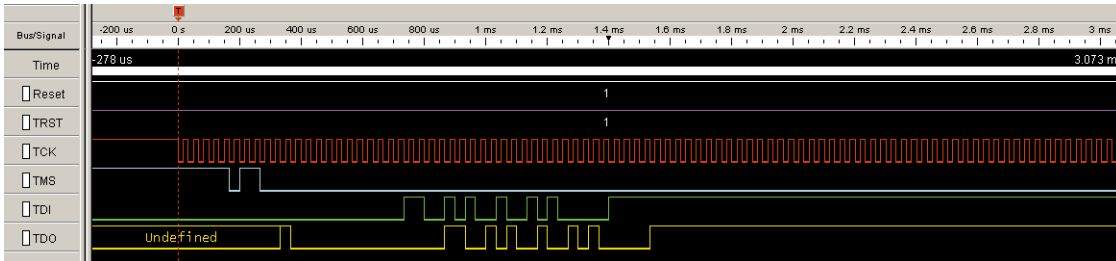 T
Bus/Signal -200 us 0 s 200 us 400 us 600 us 800 us 1 ms 1.2 ms 1.4 ms 1.6 ms 1.8 ms 2 ms 2.2 ms 2.4 ms 2.6 ms 2.8 ms 3 ms
Time -278 us 3.073 m
Reset 1
TRST 1
TCK
TMS
TDI
TDO Undefined